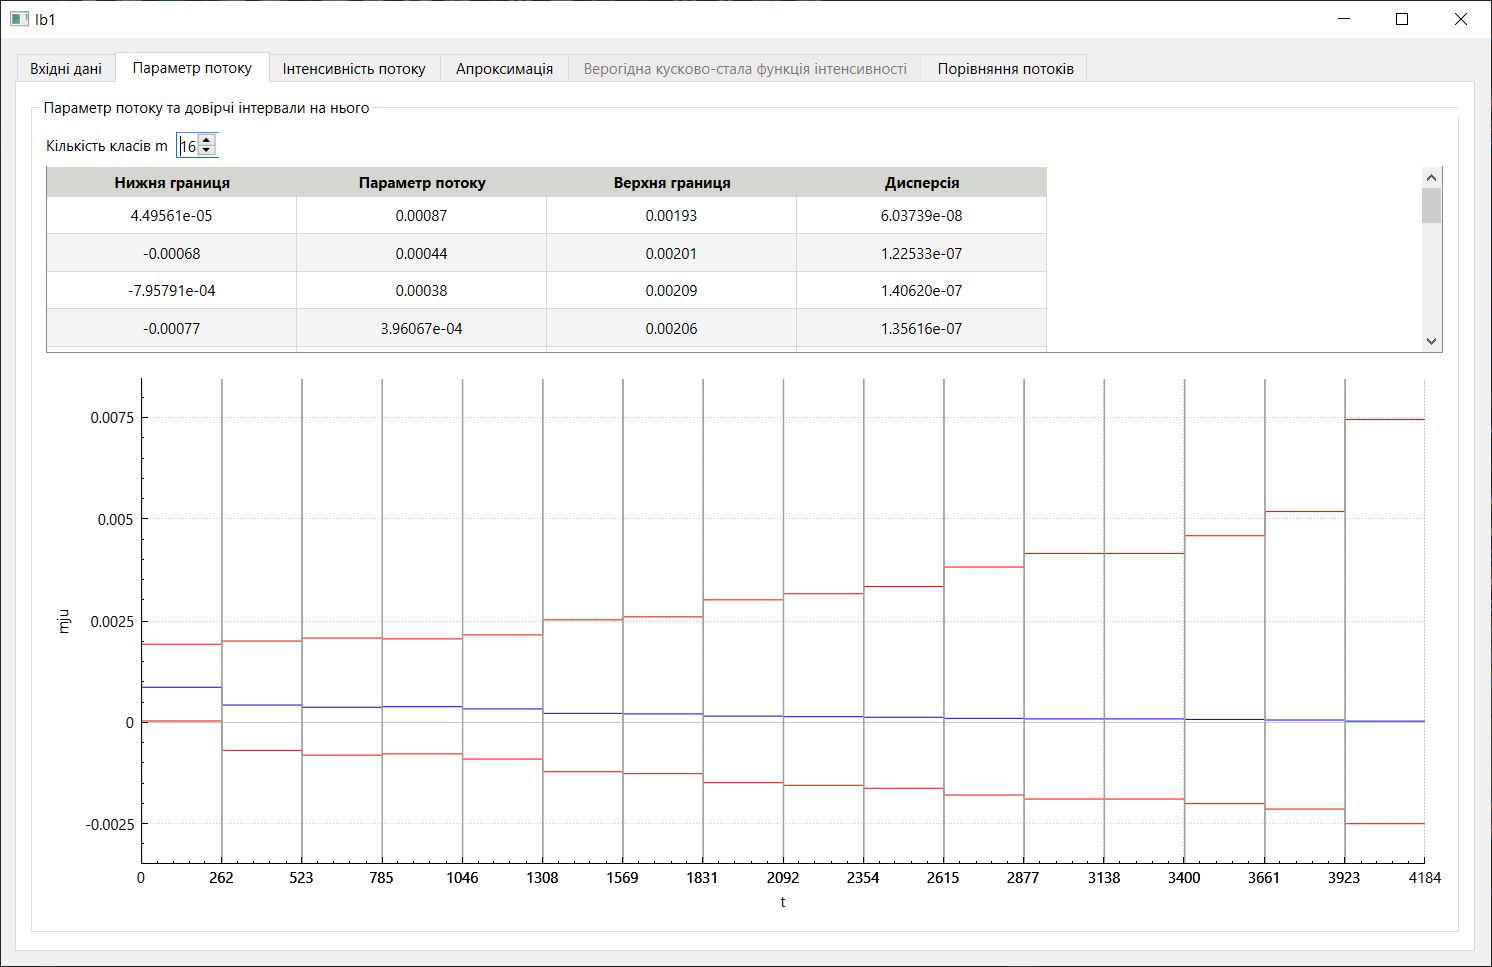 lb1
Вхідні дані Параметр потоку Інтенсивність потоку Апроксимація Верогідна кусково-стала функція інтенсивності Порівняння потоків
Параметр потоку та довірчі інтервали на нього
Кількість класів m 16
Нижня границя Параметр потоку Верхня границя Дисперсія
4.49561e-05 0.00087 0.00193 6.03739e-08
-0.00068 0.00044 0.00201 1.22533e-07
-7.95791e-04 0.00038 0.00209 1.40620e-07
-0.00077 3.96067e-04 0.00206 1.35616e-07
0.0075
0.005
0.0025
0
-0.0025
mju
0 262 523 785 1046 1308 1569 1831 2092 2354 2615 2877 3138 3400 3661 3923 4184
t